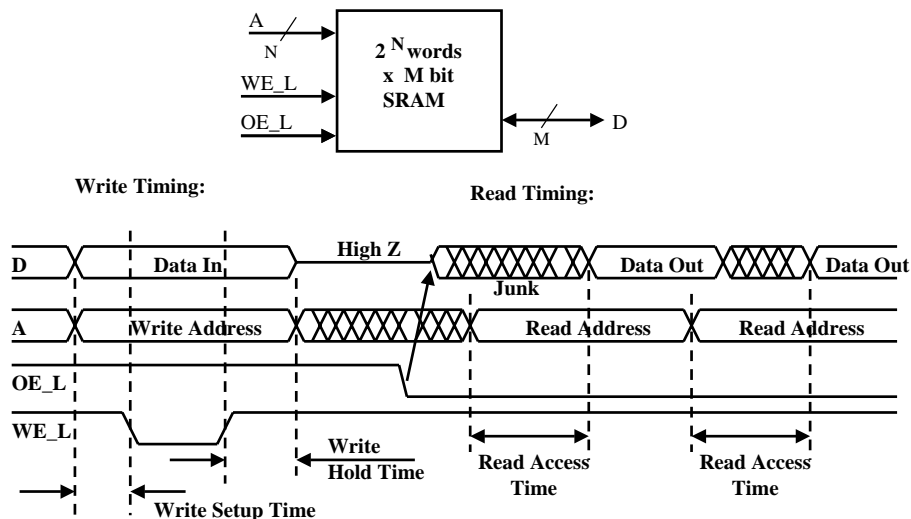 A
N
2 N words
x M bit
SRAM
WE_L
OE_L
M
D
Write Timing:
Read Timing:
D
Data In
High Z
Junk
Data Out
Data Out
A
Write Address
Read Address
Read Address
OE_L
WE_L
Write
Hold Time
Read Access
Time
Read Access
Time
Write Setup Time